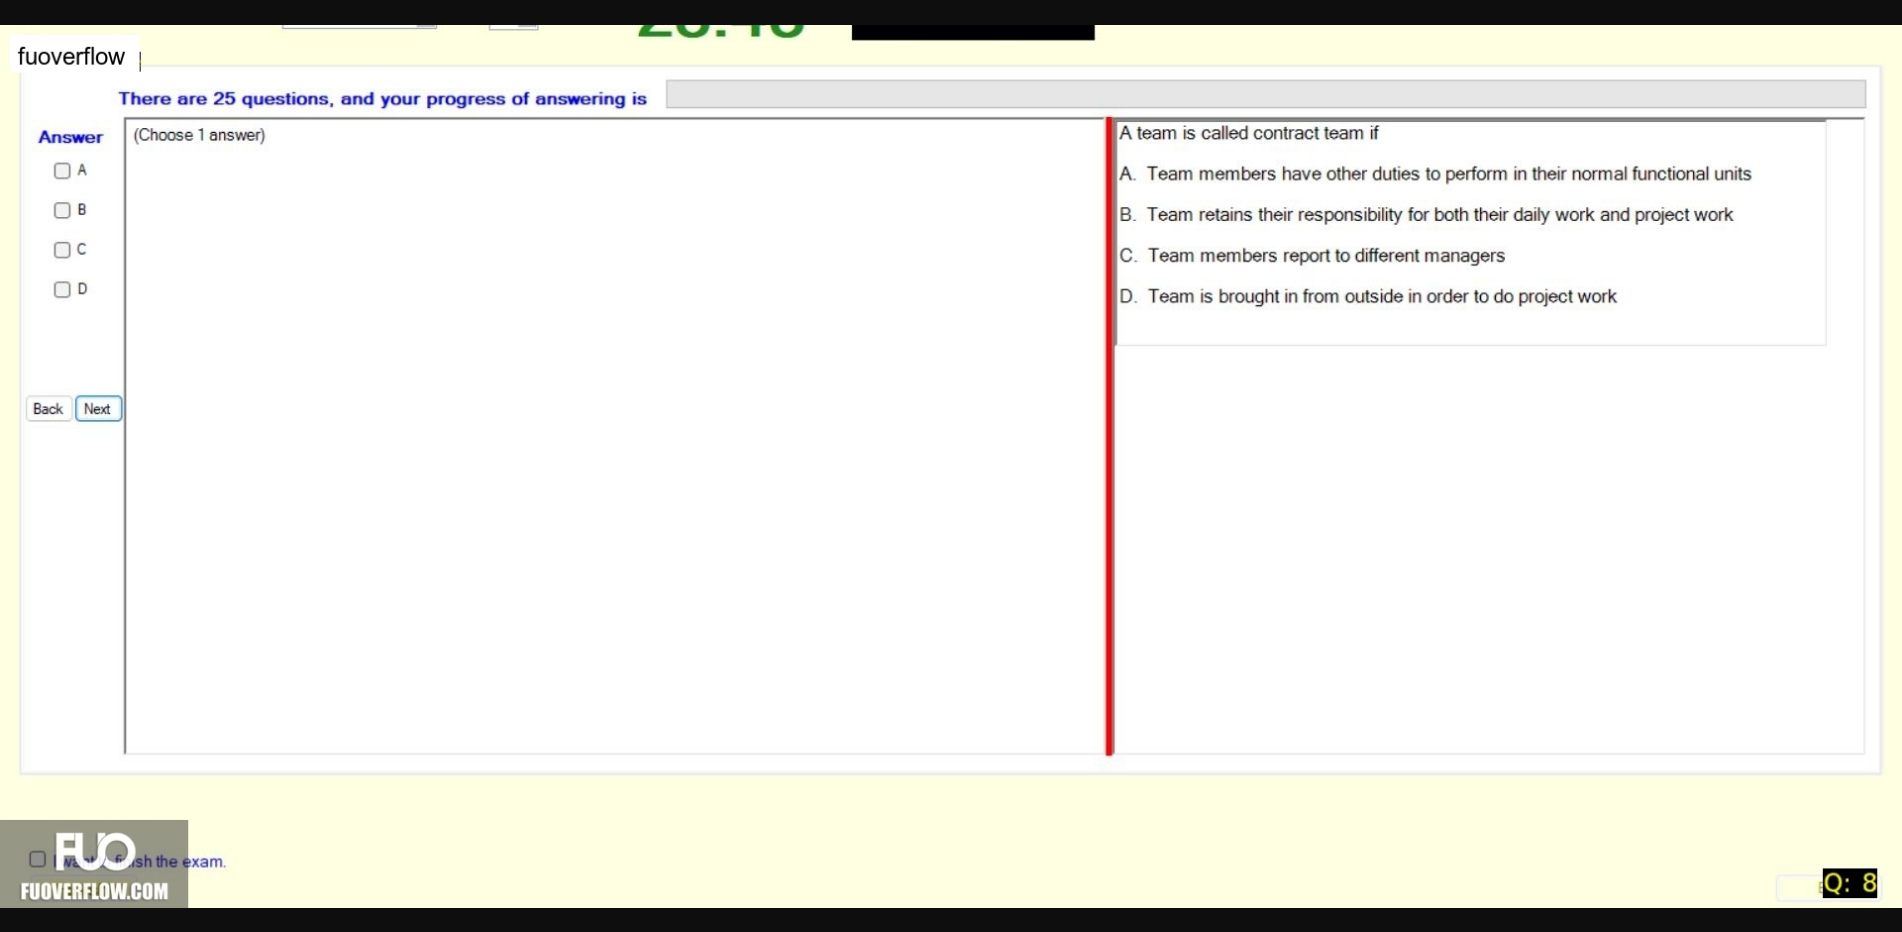 fuoverflow
There are 25 questions, and your progress of answering is
Answer
(Choose 1 answer)
A
B
C
D
Back
Next
A team is called contract team if
A. Team members have other duties to perform in their normal functional units
B. Team retains their responsibility for both their daily work and project work
C. Team members report to different managers
D. Team is brought in from outside in order to do project work
FUO
the exam.
FUOVERFLOW.COM
Q: 8